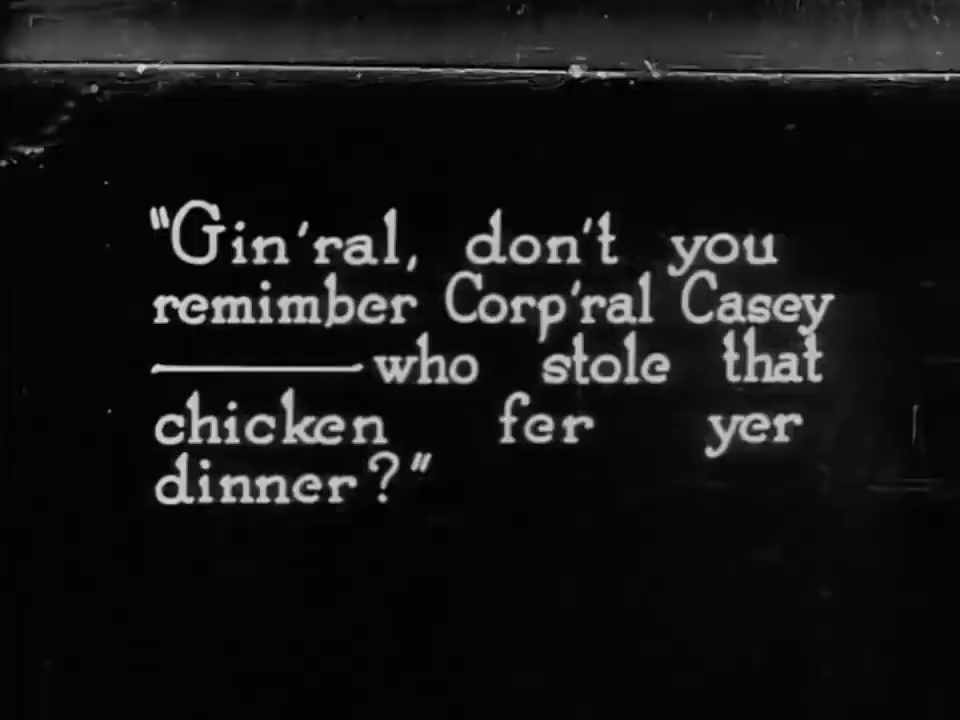 "Gin'ral, don't you
remimber Corp'ral Casey
——who stole that
chicken fer yer
dinner?"